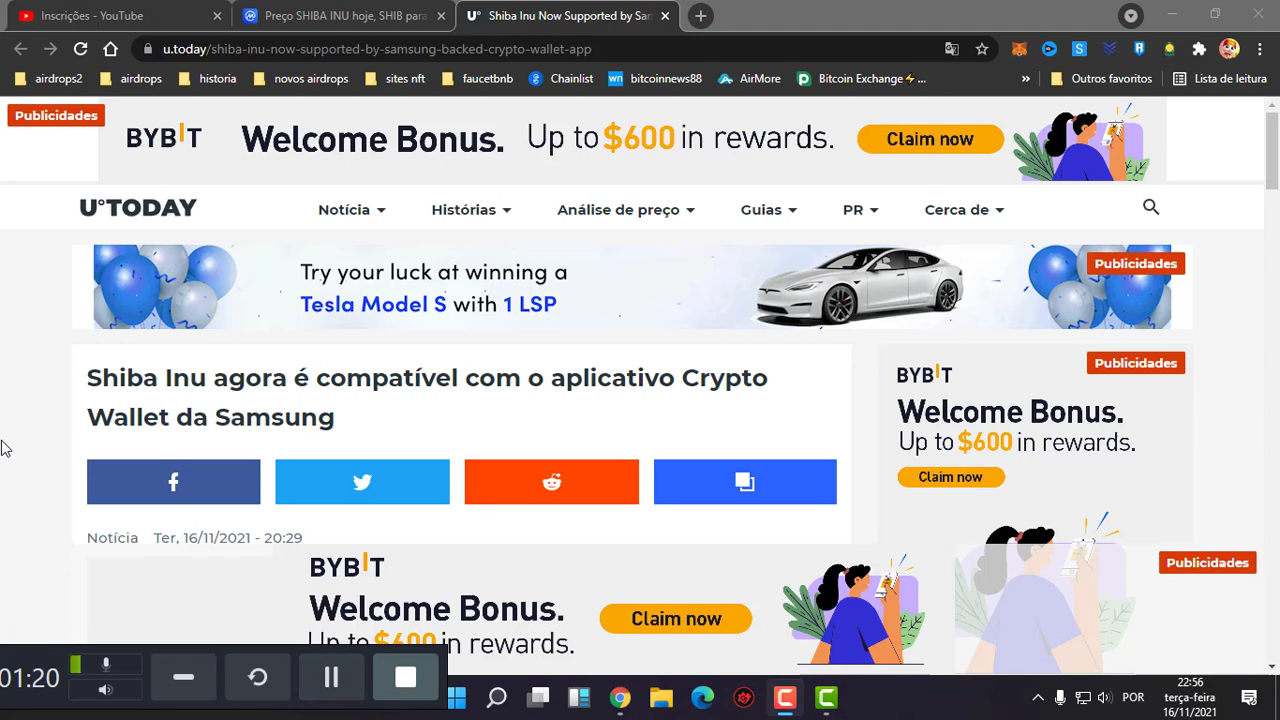 Inscrições - YouTube
Preço SHIBA INU hoje, SHIB para
Shiba Inu Now Supported by San
u.today/shiba-inu-now-supported-by-samsung-backed-crypto-wallet-app
airdrops2
airdrops
historia
novos airdrops
sites nft
faucetbnb
Chainlist
bitcoinnews88
AirMore
Bitcoin Exchange⚡...
»
Outros favoritos
Lista de leitura
Publicidades
BYBIT
Welcome Bonus. Up to $600 in rewards.
Claim now
U°TODAY
Notícia
Histórias
Análise de preço
Guias
PR
Cerca de
Try your luck at winning a
Tesla Model S with 1 LSP
Publicidades
Shiba Inu agora é compatível com o aplicativo Crypto
Wallet da Samsung
Notícia Ter, 16/11/2021 - 20:29
Publicidades
BYBIT
Welcome Bonus.
Up to $600 in rewards.
Claim now
BYBIT
Welcome Bonus.
Up to $600 in rewards.
Claim now
Publicidades
01:20
POR
22:56
terça-feira
16/11/2021